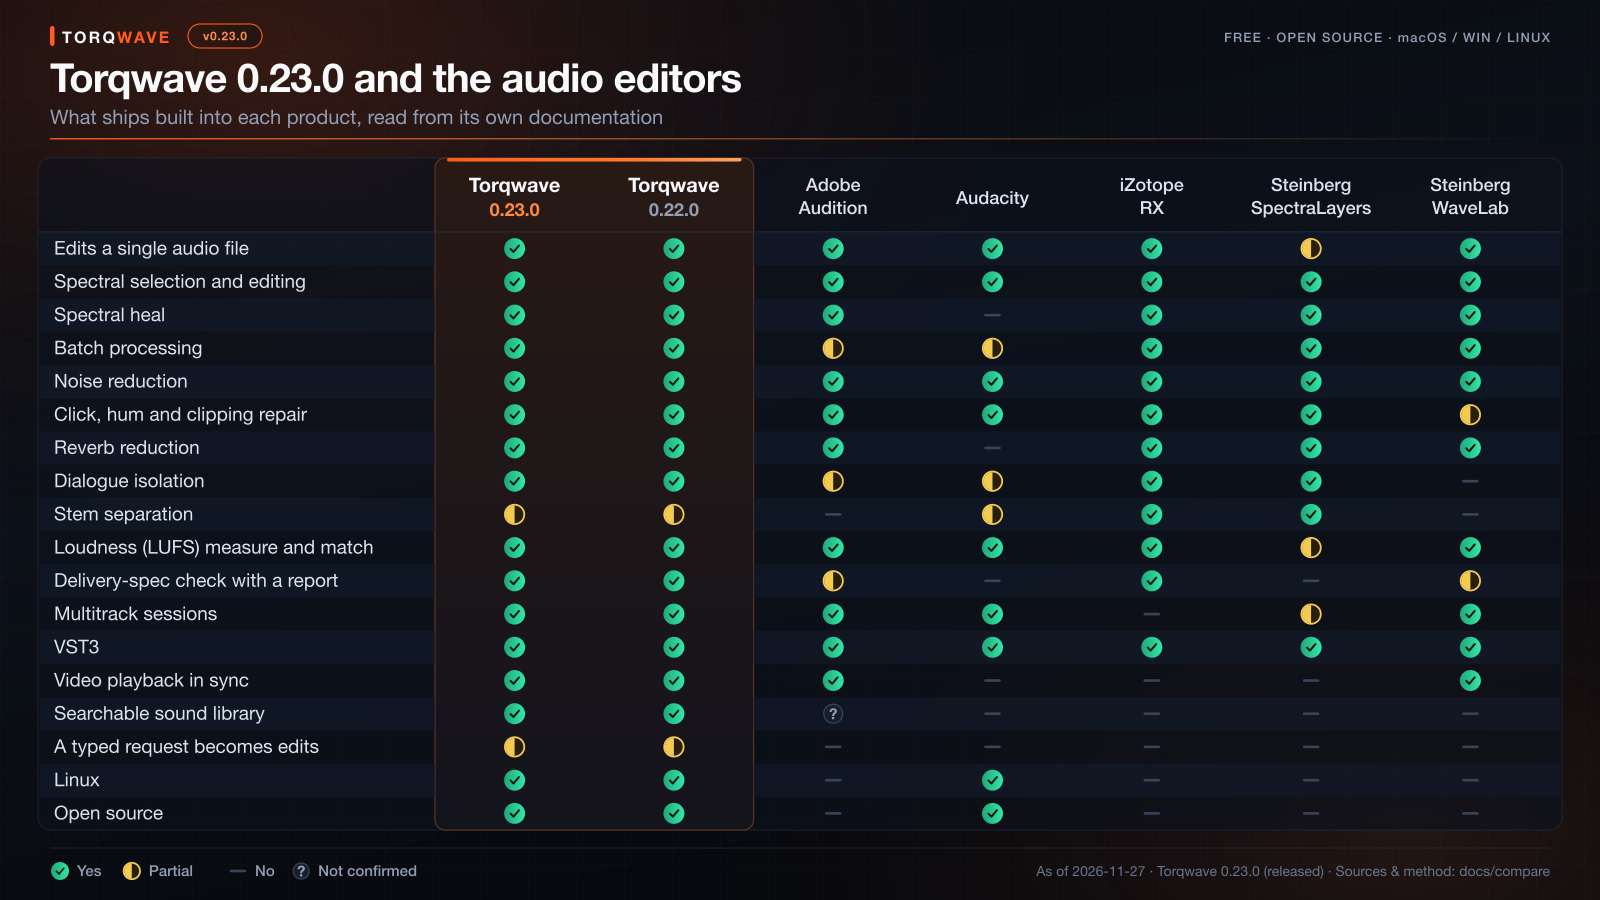 TORQWAVE
v0.23.0
FREE · OPEN SOURCE · macOS / WIN / LINUX
Torqwave 0.23.0 and the audio editors
What ships built into each product, read from its own documentation
Torqwave
0.23.0
Torqwave
0.22.0
Adobe
Audition
Audacity
iZotope
RX
Steinberg
SpectraLayers
Steinberg
WaveLab
Edits a single audio file
Spectral selection and editing
Spectral heal
Batch processing
Noise reduction
Click, hum and clipping repair
Reverb reduction
Dialogue isolation
Stem separation
Loudness (LUFS) measure and match
Delivery-spec check with a report
Multitrack sessions
VST3
Video playback in sync
Searchable sound library
?
A typed request becomes edits
Linux
Open source
Yes
Partial
No
? Not confirmed
As of 2026-11-27 · Torqwave 0.23.0 (released) · Sources & method: docs/compare